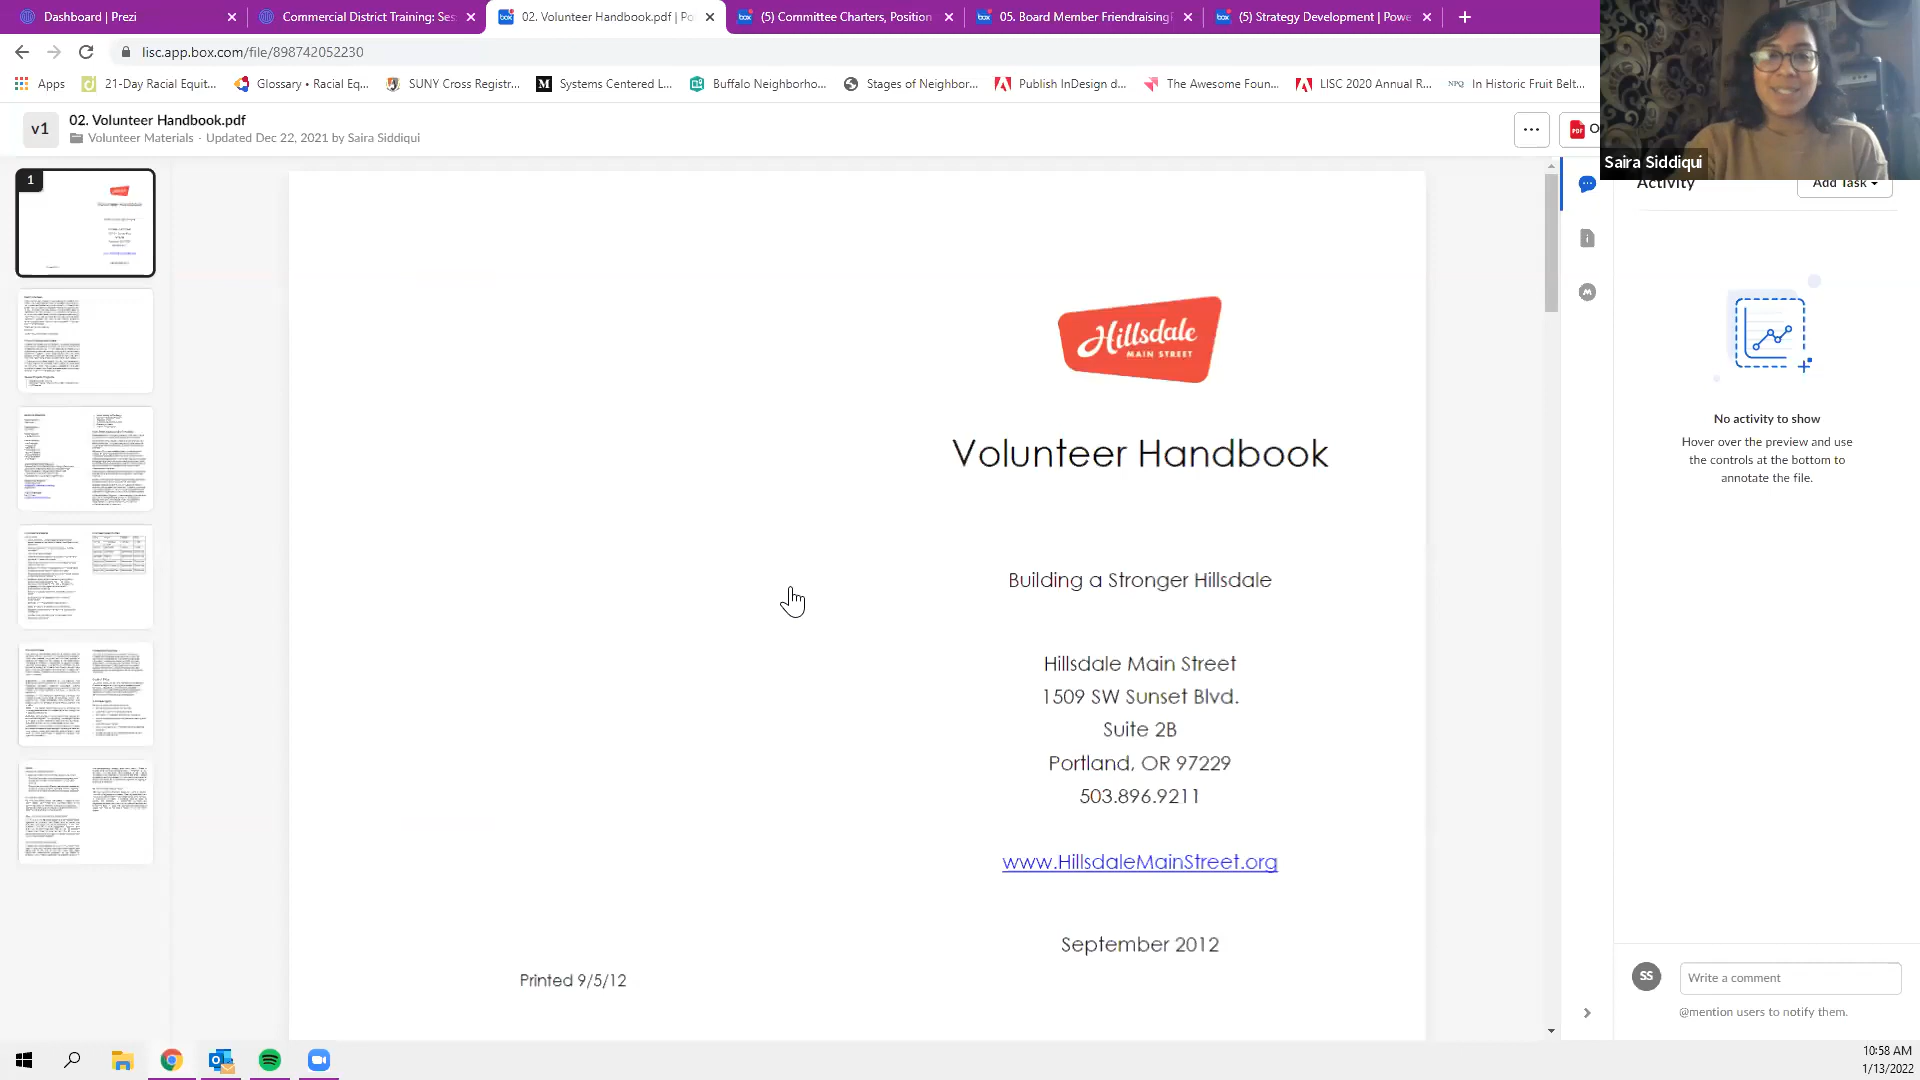 Dashboard | Prezi
Commercial District Training: Ses
02. Volunteer Handbook.pdf | Po
(5) Committee Charters, Position
05. Board Member Friendraising
(5) Strategy Development | Powe
lisc.app.box.com/file/898742052230
Apps
21-Day Racial Equit...
Glossary • Racial Eq...
SUNY Cross Registr...
Systems Centered L...
Buffalo Neighborho...
Stages of Neighbor...
Publish InDesign d...
The Awesome Foun...
LISC 2020 Annual R...
NPQ
In Historic Fruit Belt...
v1
02. Volunteer Handbook.pdf
Volunteer Materials - Updated Dec 22, 2021 by Saira Siddiqui
PDF
O
Saira Siddiqui
Activity
Add Task
1
Hillsdale
MAIN STREET
Volunteer Handbook
Building a Stronger Hillsdale
Hillsdale Main Street
1509 SW Sunset Blvd.
Suite 2B
Portland, OR 97229
503.896.9211
www.HillsdaleMainStreet.org
September 2012
Printed 9/5/12
No activity to show
Hover over the preview and use
the controls at the bottom to
annotate the file.
SS
Write a comment
@mention users to notify them.
10:58 AM
1/13/2022